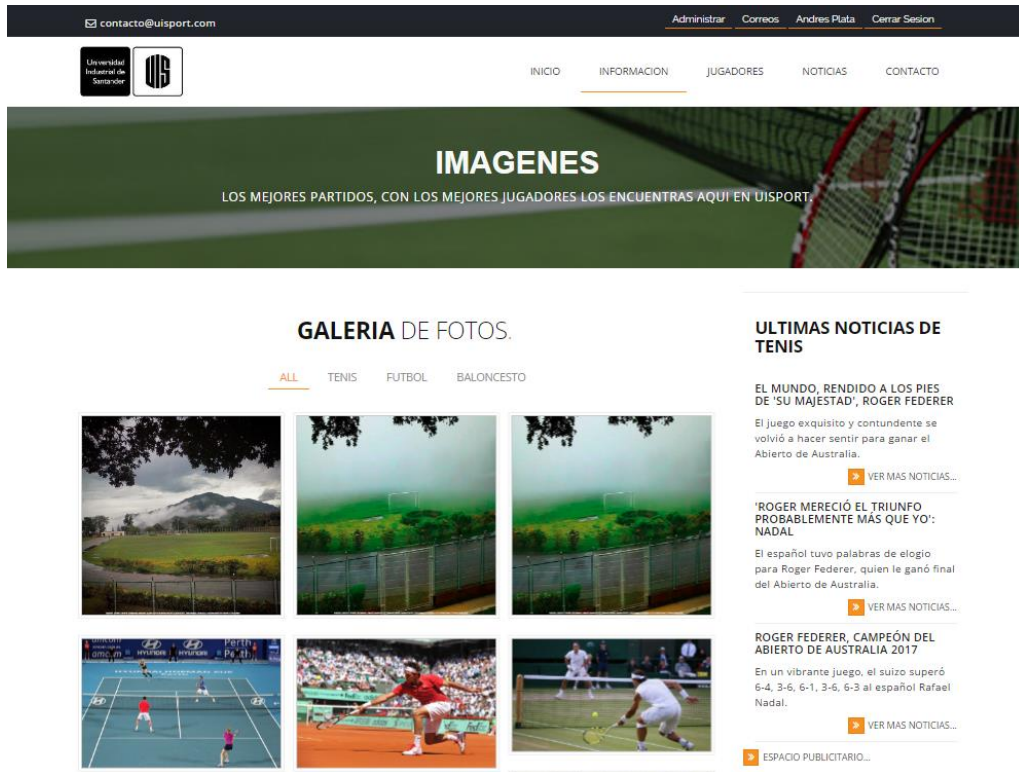 contacto@uisport.com
Administrar Correos Andres Plata Cerrar Sesion
Universidad
Industrial de
Santander
UIS
INICIO INFORMACION JUGADORES NOTICIAS CONTACTO
IMAGENES
LOS MEJORES PARTIDOS, CON LOS MEJORES JUGADORES LOS ENCUENTRAS AQUI EN UISPORT.
GALERIA DE FOTOS.
ALL TENIS FUTBOL BALONCESTO
HYUNDAI HYUNDAI Perth
ULTIMAS NOTICIAS DE
TENIS
EL MUNDO, RENDIDO A LOS PIES
DE 'SU MAJESTAD', ROGER FEDERER
El juego exquisito y contundente se
volvió a hacer sentir para ganar el
Abierto de Australia.
VER MAS NOTICIAS...
'ROGER MERECIÓ EL TRIUNFO
PROBABLEMENTE MÁS QUE YO':
NADAL
El español tuvo palabras de elogio
para Roger Federer, quien le ganó final
del Abierto de Australia.
VER MAS NOTICIAS...
ROGER FEDERER, CAMPEÓN DEL
ABIERTO DE AUSTRALIA 2017
En un vibrante juego, el suizo superó
6-4, 3-6, 6-1, 3-6, 6-3 al español Rafael
Nadal.
VER MAS NOTICIAS...
ESPACIO PUBLICITARIO...